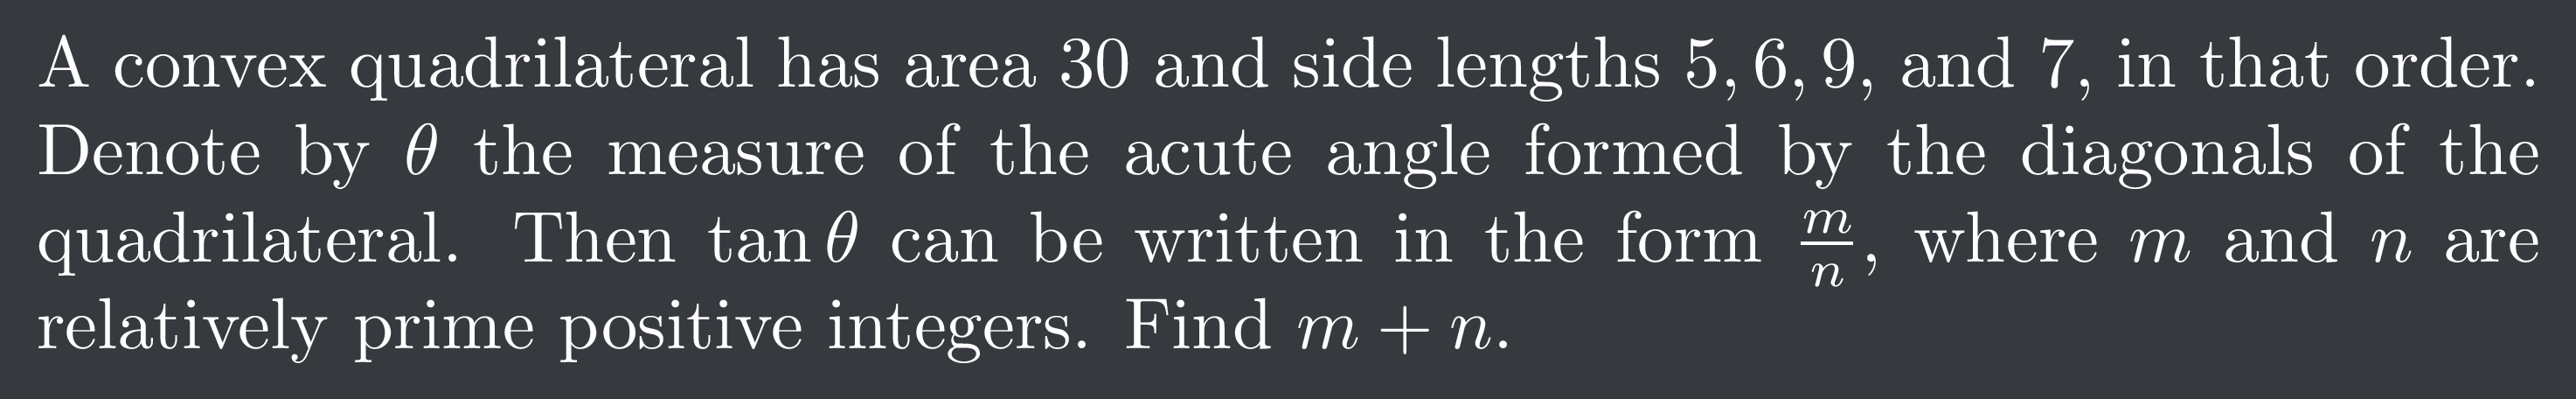 A convex quadrilateral has area 30 and side lengths 5, 6, 9, and 7, in that order.
Denote by θ the measure of the acute angle formed by the diagonals of the
quadrilateral. Then tan θ can be written in the form m/n, where m and n are
relatively prime positive integers. Find m + n.